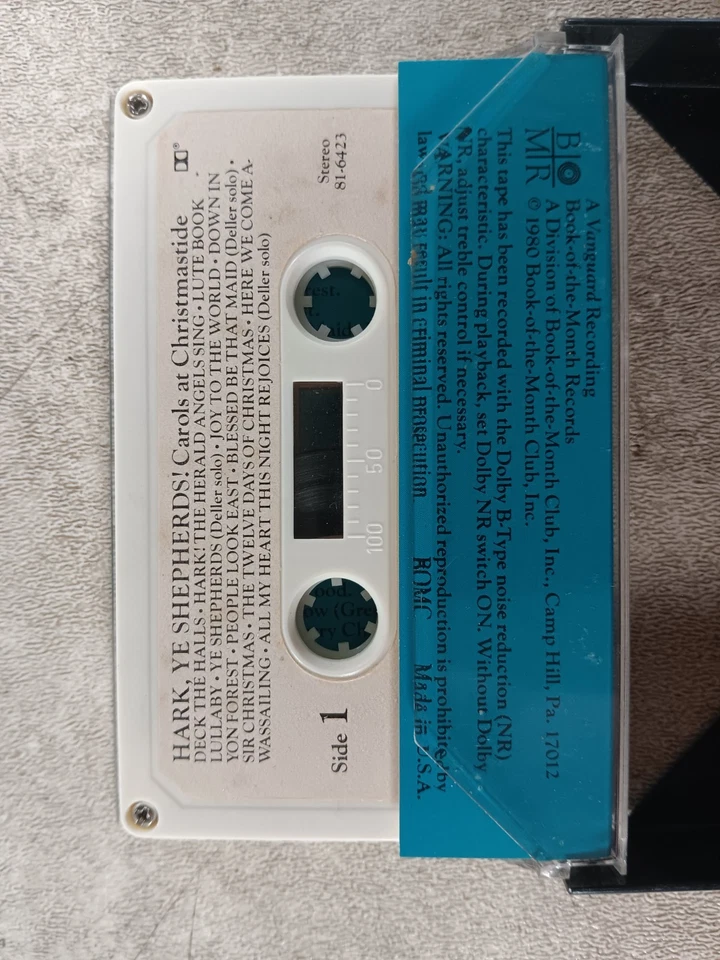 HARK, YE SHEPHERDS! Carols at Christmastide
DECK THE HALLS • HARK! THE HERALD ANGELS SING • LUTE BOOK
LULLABY • YE SHEPHERDS (Deller solo) • JOY TO THE WORLD • DOWN IN
YON FOREST • PEOPLE LOOK EAST • BLESSED BE THAT MAID (Deller solo) •
SIR CHRISTMAS • THE TWELVE DAYS OF CHRISTMAS • HERE WE COME A-
WASSAILING • ALL MY HEART THIS NIGHT REJOICES (Deller solo)
Side 1
Stereo
81-6423
0 50 100
A Vanguard Recording
Book-of-the-Month Records
A Division of Book-of-the-Month Club, Inc., Camp Hill, Pa. 17012
© 1980 Book-of-the-Month Club, Inc.
B O
M R
This tape has been recorded with the Dolby B-Type noise reduction (NR)
characteristic. During playback, set Dolby NR switch ON. Without Dolby
NR, adjust treble control if necessary.
WARNING: All rights reserved. Unauthorized reproduction is prohibited by
law and may result in criminal prosecution
BOMC
Made in U.S.A.